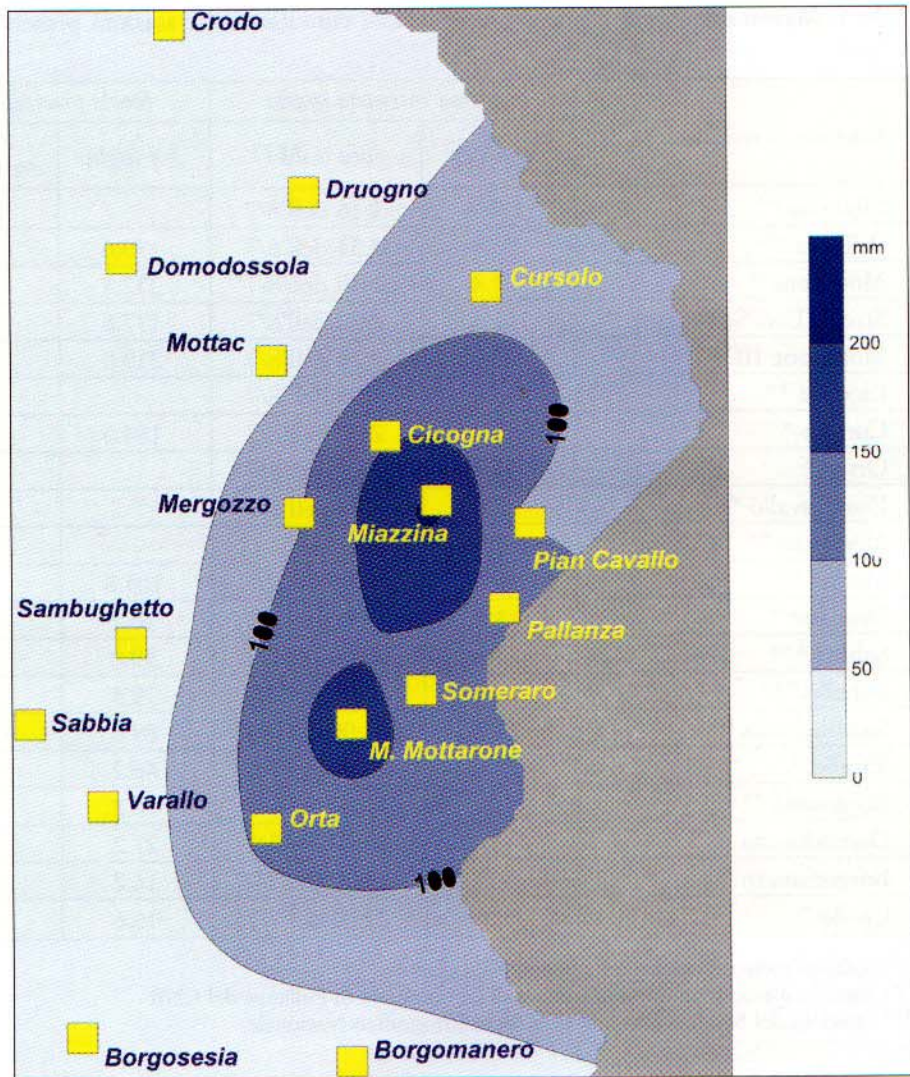 Crodo
Druogno
Domodossola
Cursolo
Mottac
Cicogna
100
Mergozzo
Miazzina
Pian Cavallo
Sambughetto
100
Pallanza
Someraro
Sabbia
M. Mottarone
Varallo
Orta
100
Borgosesia
Borgomanero
mm
200
150
100
50
0